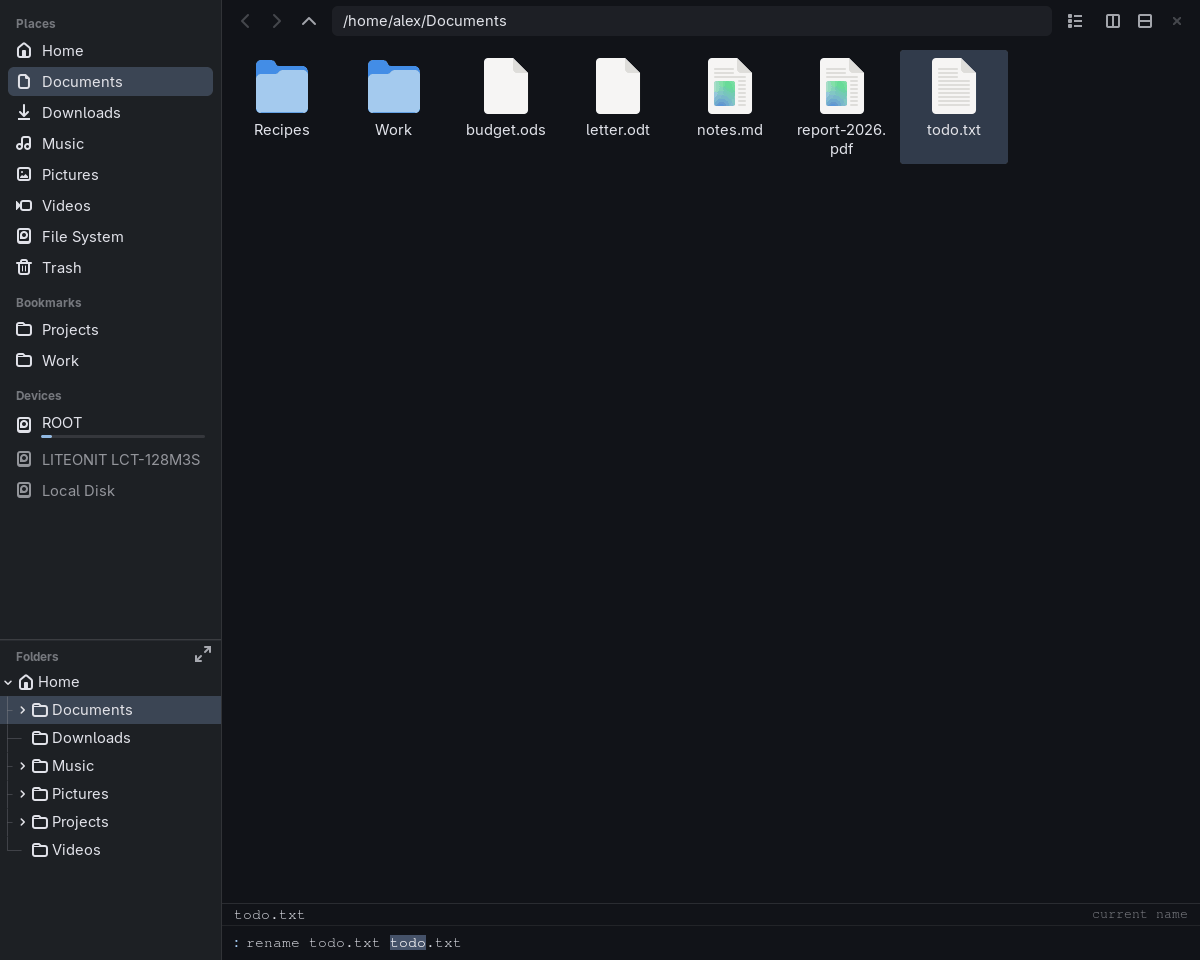 Places
Home
Documents
Downloads
Music
Pictures
Videos
File System
Trash
Bookmarks
Projects
Work
Devices
ROOT
LITEONIT LCT-128M3S
Local Disk
Folders
Home
Documents
Downloads
Music
Pictures
Projects
Videos
/home/alex/Documents
Recipes
Work
budget.ods
letter.odt
notes.md
report-2026.
pdf
todo.txt
todo.txt current name
: rename todo.txt todo.txt